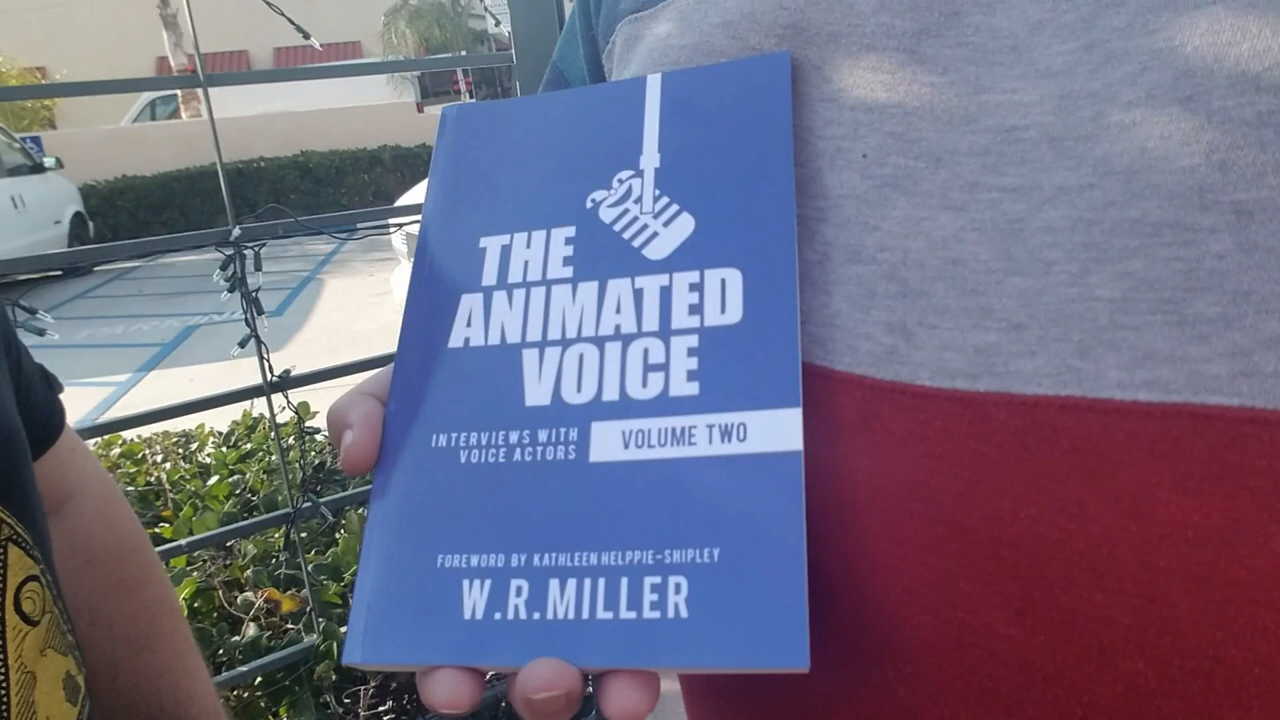 THE
ANIMATED
VOICE
INTERVIEWS WITH
VOICE ACTORS
VOLUME TWO
FOREWORD BY KATHLEEN HELPPIE-SHIPLEY
W.R.MILLER